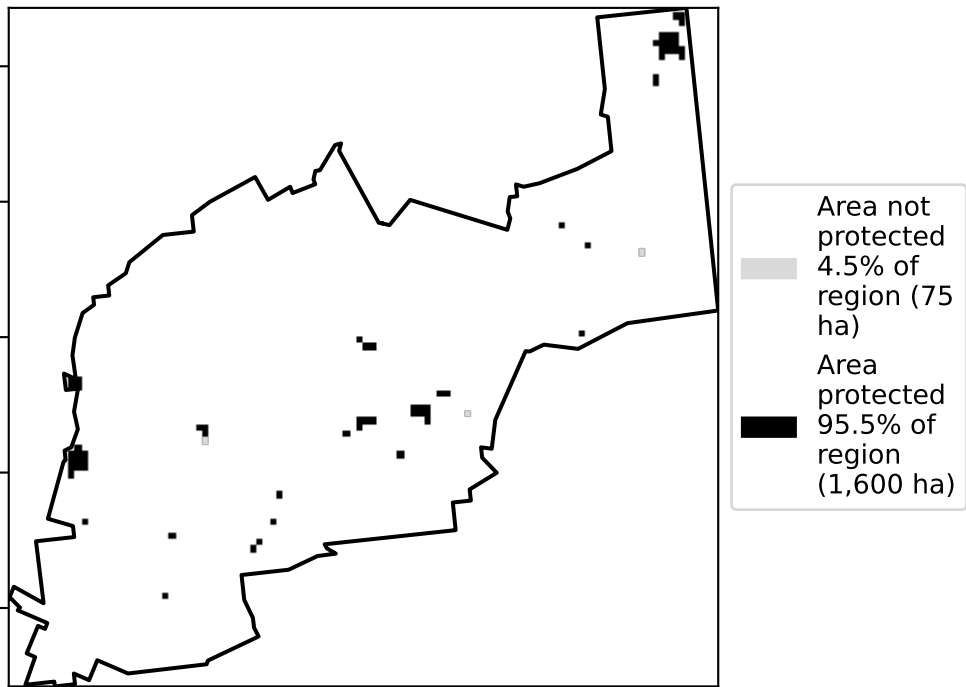 Area not
protected
4.5% of
region (75
ha)
Area
protected
95.5% of
region
(1,600 ha)